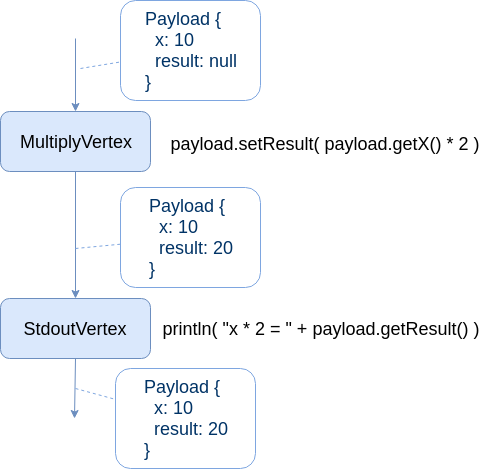 Payload {
x: 10
result: null
}
MultiplyVertex
payload.setResult( payload.getX() * 2 )
Payload {
x: 10
result: 20
}
StdoutVertex
println( "x * 2 = " + payload.getResult() )
Payload {
x: 10
result: 20
}